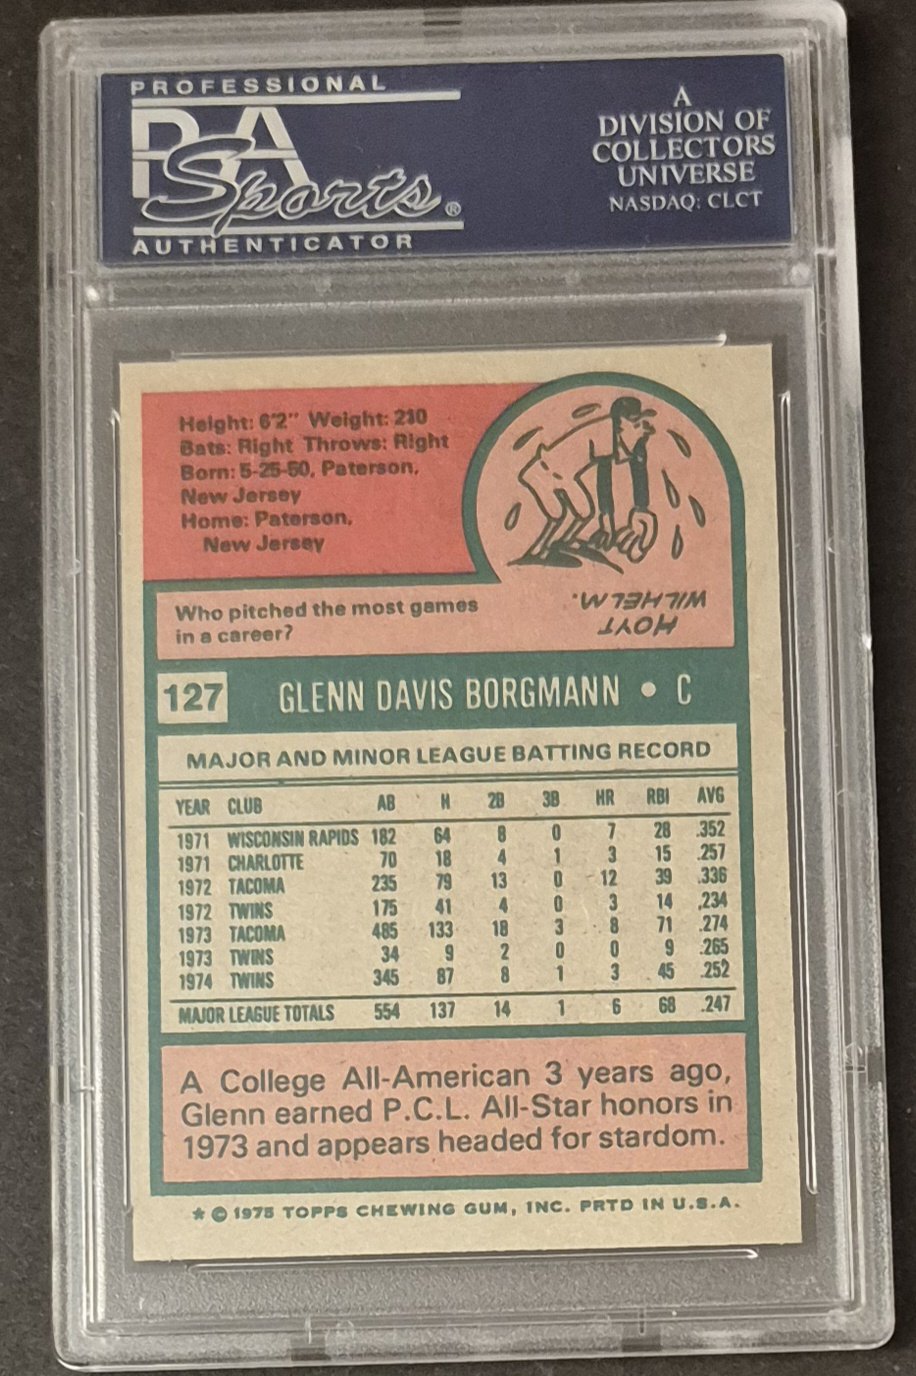 PROFESSIONAL
PSA
Sports®
AUTHENTICATOR
A
DIVISION OF
COLLECTORS
UNIVERSE
NASDAQ: CLCT
Height: 6'2" Weight: 210
Bats: Right Throws: Right
Born: 5-25-50, Paterson,
New Jersey
Home: Paterson,
New Jersey
Who pitched the most games
in a career?
HOYT
WILHELM.
127 GLENN DAVIS BORGMANN • C
MAJOR AND MINOR LEAGUE BATTING RECORD
YEAR CLUB AB H 2B 3B HR RBI AVG
1971 WISCONSIN RAPIDS 182 64 8 0 7 28 .352
1971 CHARLOTTE 70 18 4 1 3 15 .257
1972 TACOMA 235 79 13 0 12 39 .336
1972 TWINS 175 41 4 0 3 14 .234
1973 TACOMA 485 133 18 3 8 71 .274
1973 TWINS 34 9 2 0 0 9 .265
1974 TWINS 345 87 8 1 3 45 .252
MAJOR LEAGUE TOTALS 554 137 14 1 6 68 .247
A College All-American 3 years ago,
Glenn earned P.C.L. All-Star honors in
1973 and appears headed for stardom.
* © 1975 TOPPS CHEWING GUM, INC. PRTD IN U.S.A.